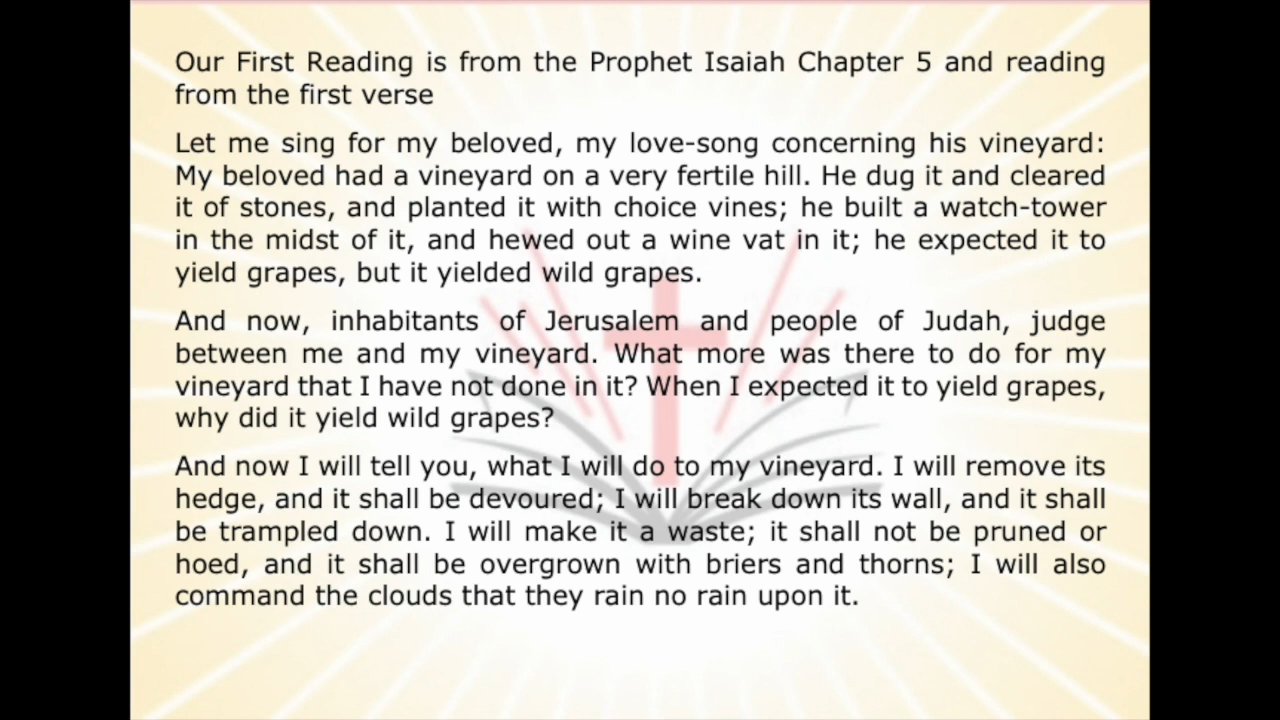 Our First Reading is from the Prophet Isaiah Chapter 5 and reading
from the first verse
Let me sing for my beloved, my love-song concerning his vineyard:
My beloved had a vineyard on a very fertile hill. He dug it and cleared
it of stones, and planted it with choice vines; he built a watch-tower
in the midst of it, and hewed out a wine vat in it; he expected it to
yield grapes, but it yielded wild grapes.
And now, inhabitants of Jerusalem and people of Judah, judge
between me and my vineyard. What more was there to do for my
vineyard that I have not done in it? When I expected it to yield grapes,
why did it yield wild grapes?
And now I will tell you, what I will do to my vineyard. I will remove its
hedge, and it shall be devoured; I will break down its wall, and it shall
be trampled down. I will make it a waste; it shall not be pruned or
hoed, and it shall be overgrown with briers and thorns; I will also
command the clouds that they rain no rain upon it.